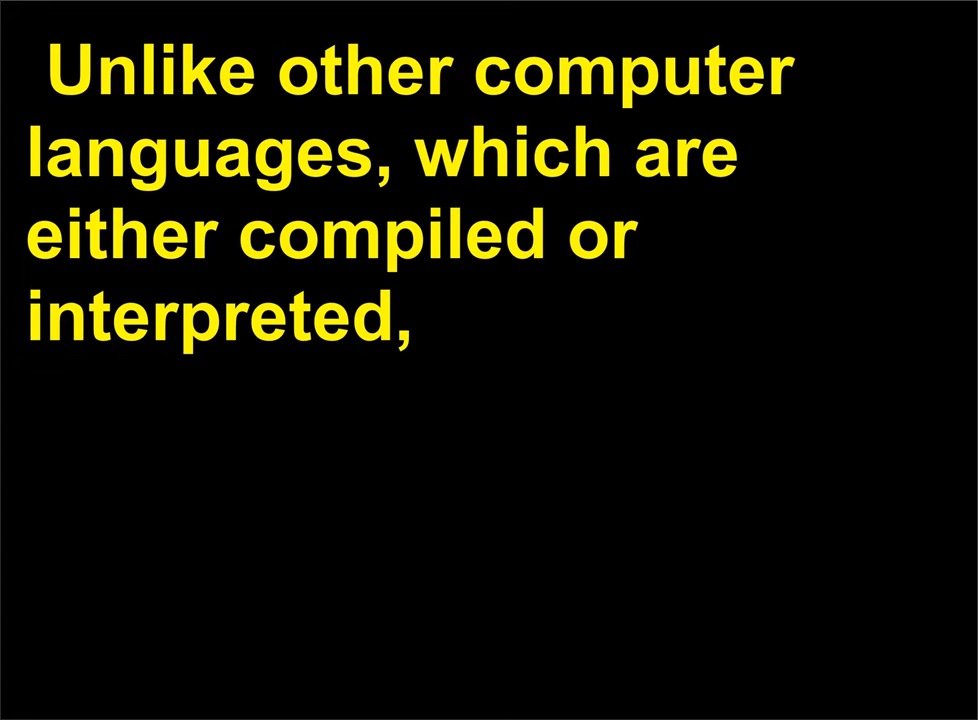 Unlike other computer
languages, which are
either compiled or
interpreted,